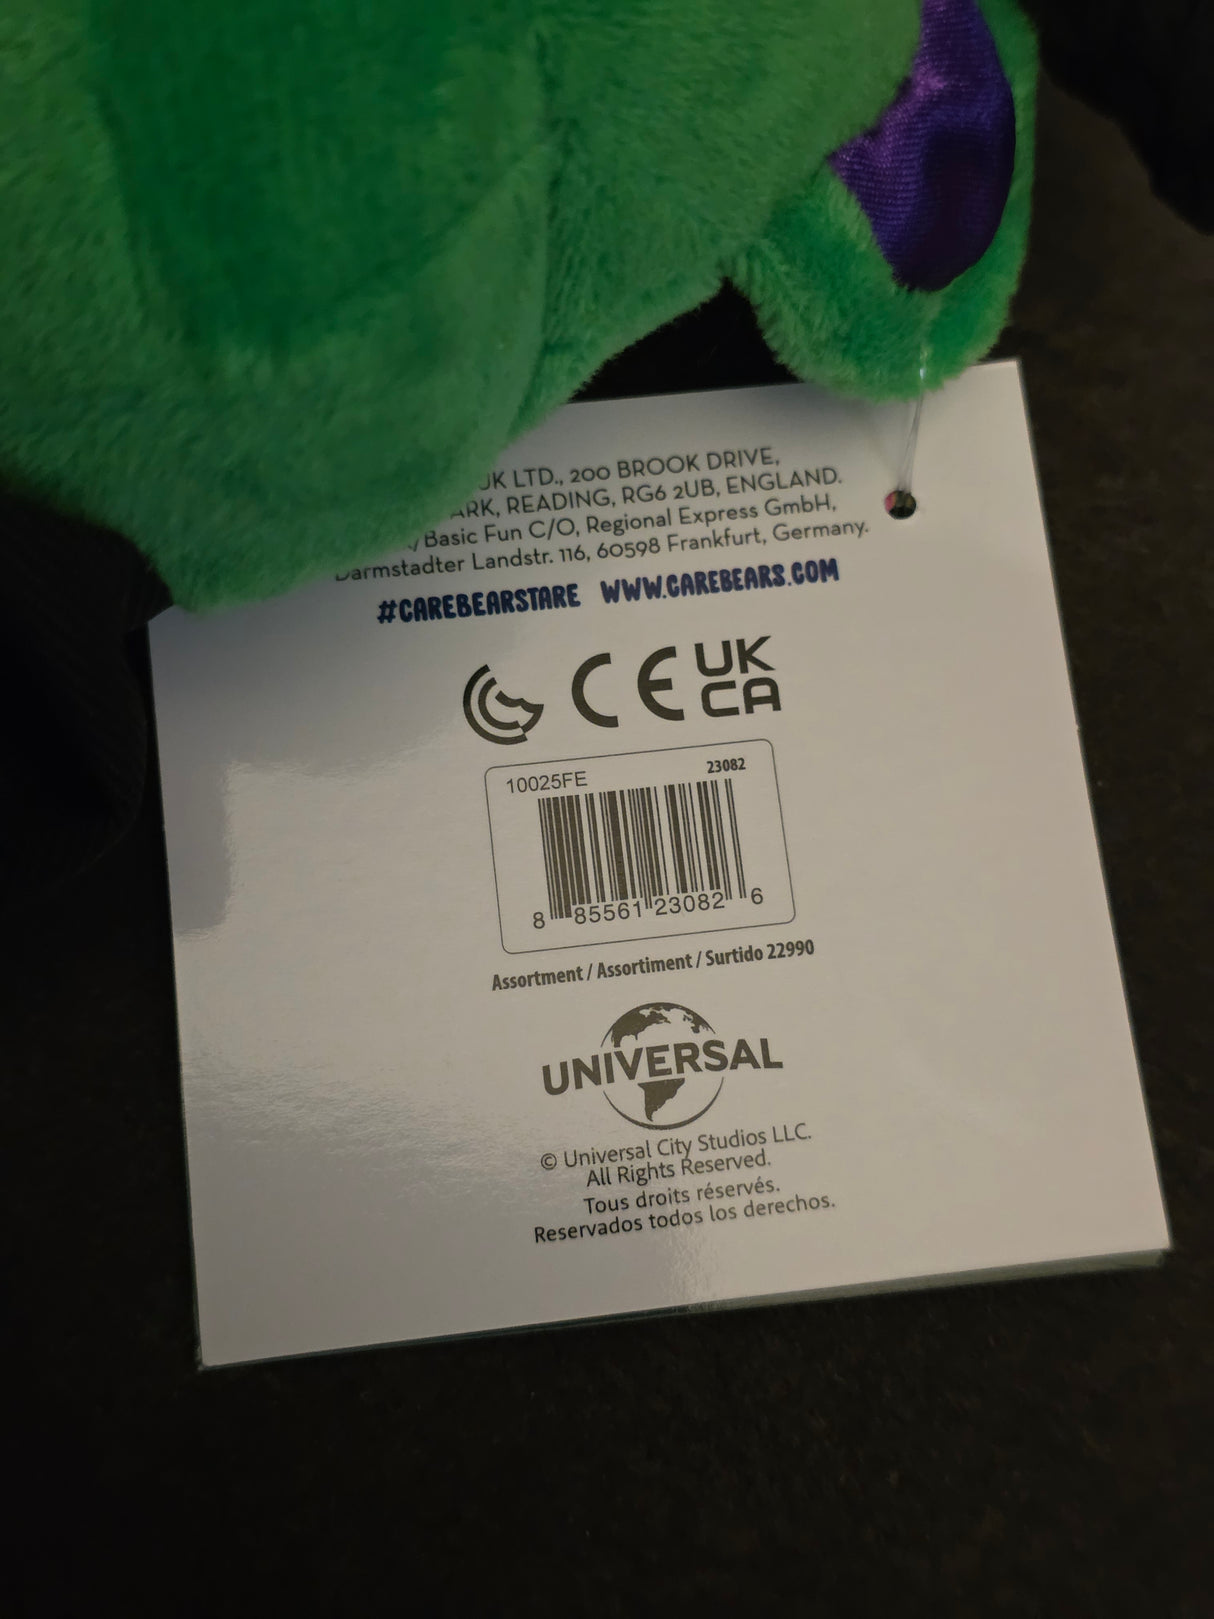 UK LTD., 200 BROOK DRIVE,
READING, RG6 2UB, ENGLAND.
Basic Fun C/O, Regional Express GmbH,
Darmstadter Landstr. 116, 60598 Frankfurt, Germany.
#CAREBEARSTARE WWW.CAREBEARS.COM
CE UK CA
10025FE 23082
8 85561 23082 6
Assortment / Assortiment / Surtido 22990
UNIVERSAL
© Universal City Studios LLC.
All Rights Reserved.
Tous droits réservés.
Reservados todos los derechos.